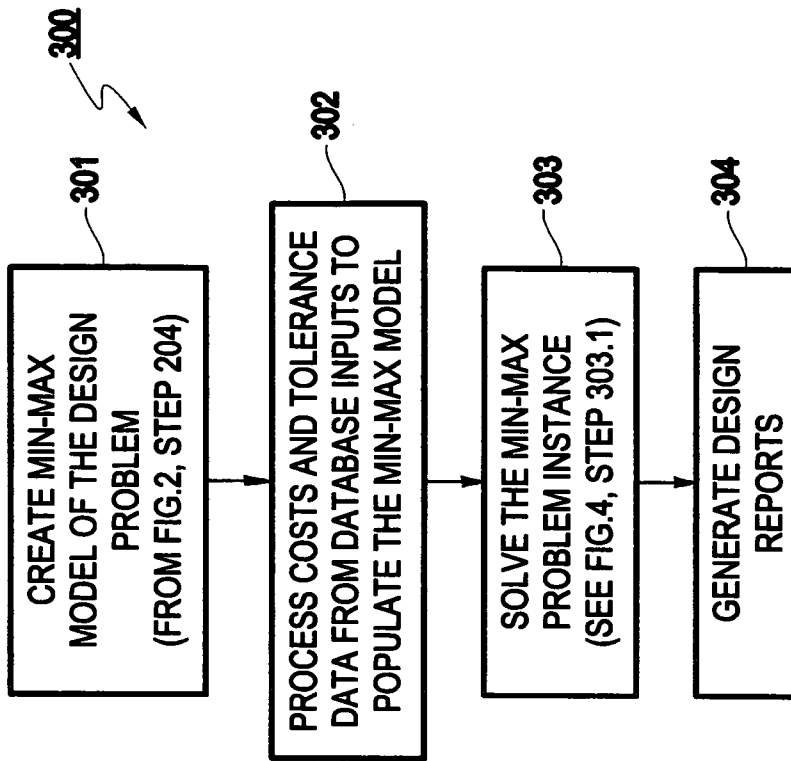 300
301
CREATE MIN-MAX
MODEL OF THE DESIGN
PROBLEM
(FROM FIG.2, STEP 204)
302
PROCESS COSTS AND TOLERANCE
DATA FROM DATABASE INPUTS TO
POPULATE THE MIN-MAX MODEL
303
SOLVE THE MIN-MAX
PROBLEM INSTANCE
(SEE FIG.4, STEP 303.1)
304
GENERATE DESIGN
REPORTS